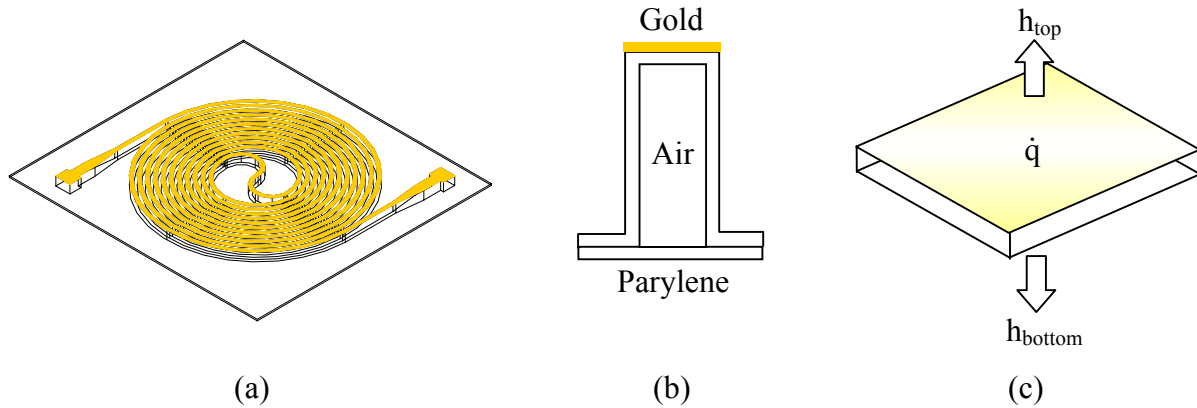 Gold
Air
Parylene
h_top
q̇
h_bottom
(a)
(b)
(c)